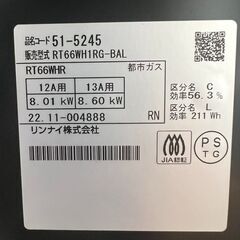 品名コード 51-5245
販売型式 RT66WH1RG-BAL
RT66WHR 都市ガス
12A用 13A用
8.01 kW 8.60 kW
区分名 C
効率56.3%
区分名 L
効率 211 Wh
22.11-004888 RN
リンナイ株式会社
JIA認証
PS
TG